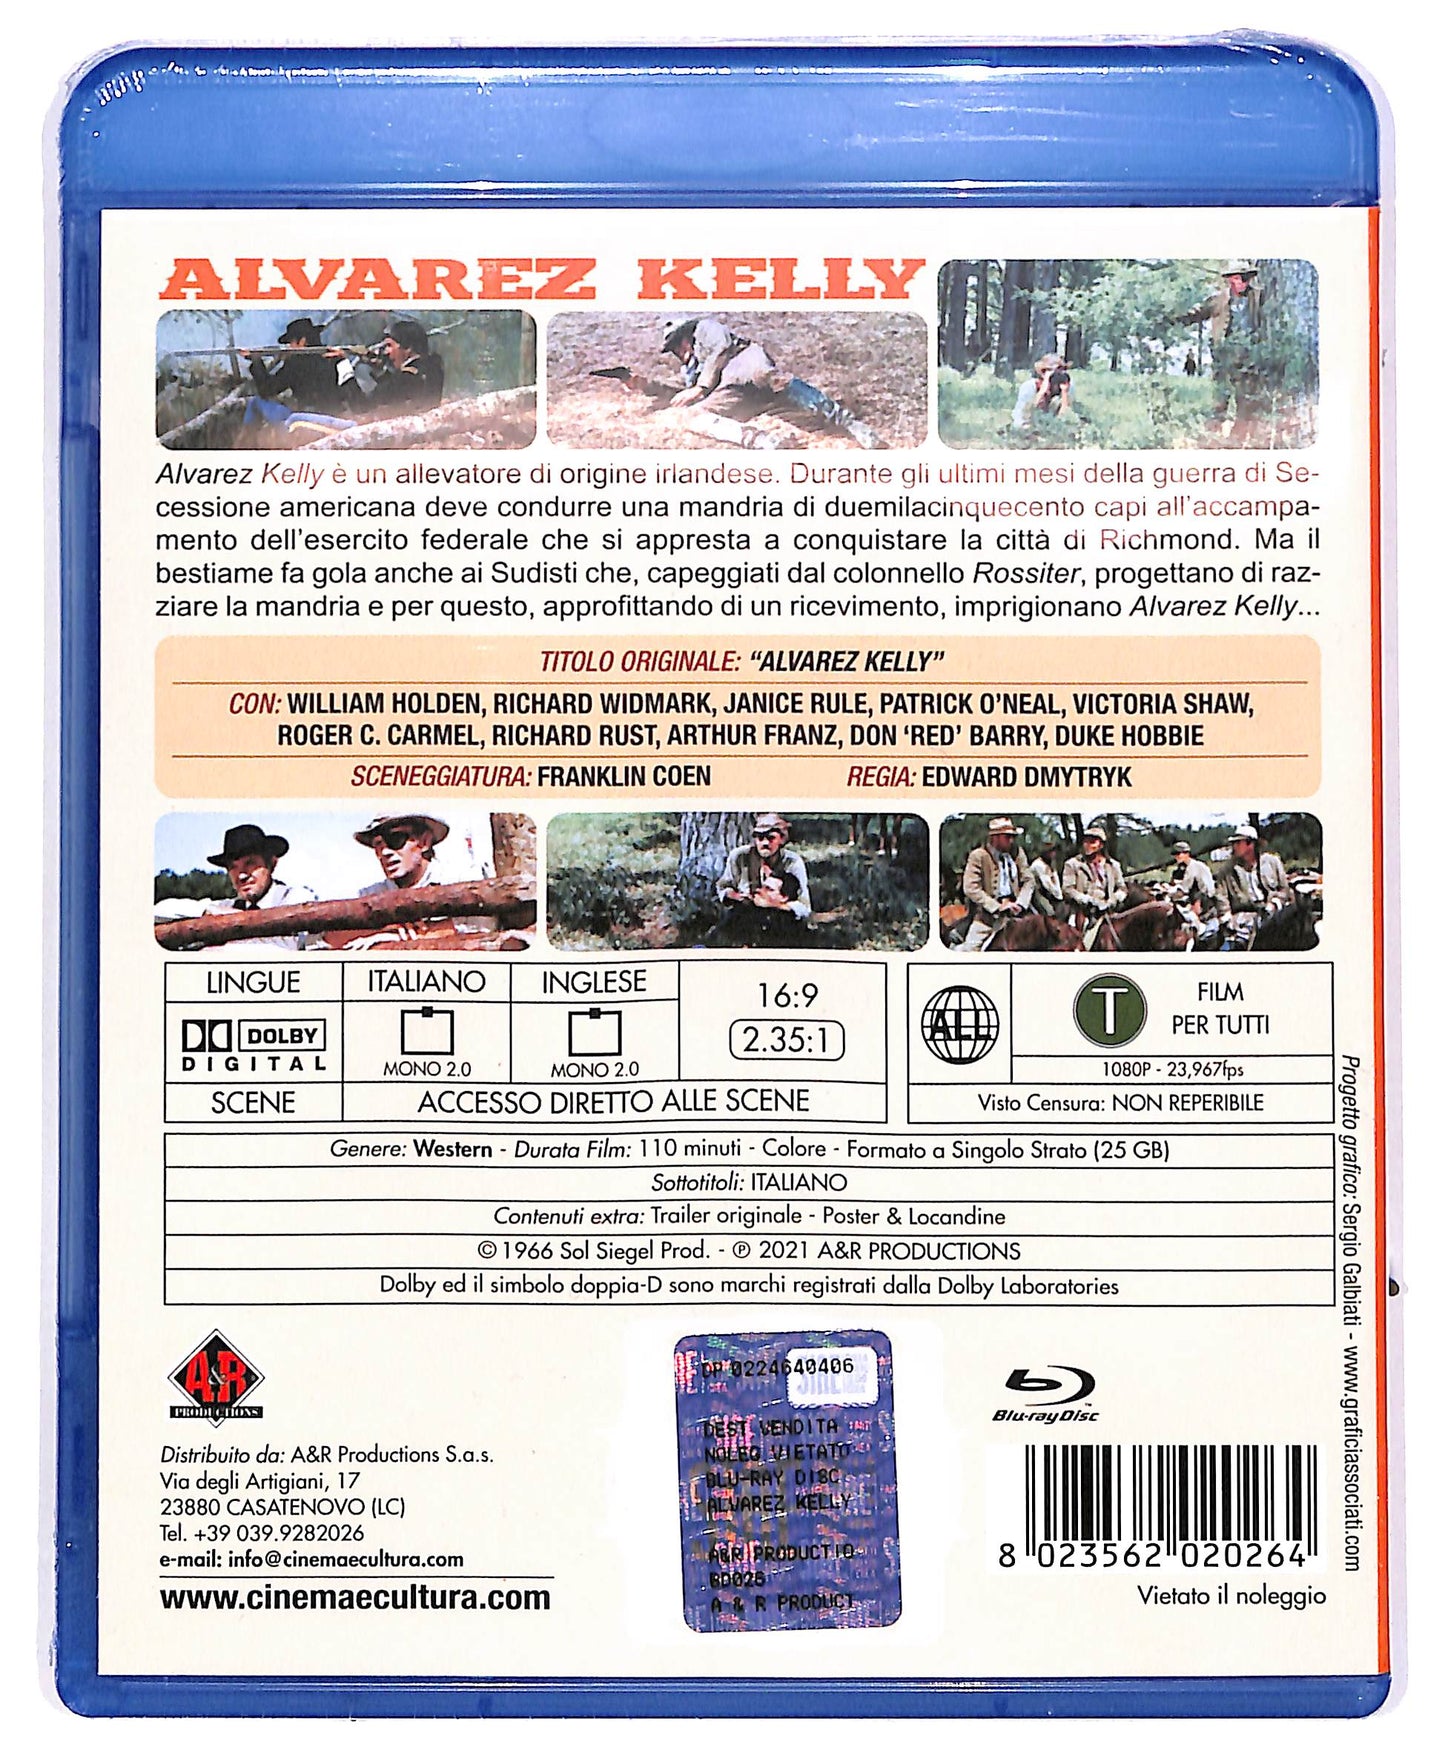 ALVAREZ KELLY
Alvarez Kelly è un allevatore di origine irlandese. Durante gli ultimi mesi della guerra di Se-
cessione americana deve condurre una mandria di duemilacinquecento capi all'accampa-
mento dell'esercito federale che si appresta a conquistare la città di Richmond. Ma il
bestiame fa gola anche ai Sudisti che, capeggiati dal colonnello Rossiter, progettano di raz-
ziare la mandria e per questo, approfittando di un ricevimento, imprigionano Alvarez Kelly...
TITOLO ORIGINALE: “ALVAREZ KELLY”
CON: WILLIAM HOLDEN, RICHARD WIDMARK, JANICE RULE, PATRICK O'NEAL, VICTORIA SHAW,
ROGER C. CARMEL, RICHARD RUST, ARTHUR FRANZ, DON ‘RED’ BARRY, DUKE HOBBIE
SCENEGGIATURA: FRANKLIN COEN REGIA: EDWARD DMYTRYK
LINGUE ITALIANO INGLESE
DOLBY
DIGITAL
MONO 2.0 MONO 2.0
16:9
2.35:1
SCENE ACCESSO DIRETTO ALLE SCENE
ALL
T
FILM
PER TUTTI
1080P - 23,967fps
Visto Censura: NON REPERIBILE
Genere: Western - Durata Film: 110 minuti - Colore - Formato a Singolo Strato (25 GB)
Sottotitoli: ITALIANO
Contenuti extra: Trailer originale - Poster & Locandine
© 1966 Sol Siegel Prod. - ℗ 2021 A&R PRODUCTIONS
Dolby ed il simbolo doppia-D sono marchi registrati dalla Dolby Laboratories
Progetto grafico: Sergio Galbiati - www.graficiassociati.com
A&R
PRODUCTIONS
Distribuito da: A&R Productions S.a.s.
Via degli Artigiani, 17
23880 CASATENOVO (LC)
Tel. +39 039.9282026
e-mail: info@cinemaecultura.com
www.cinemaecultura.com
DP 0224640406
DEST.VENDITA
NOLEG.VIETATO
BLU-RAY DISC
ALVAREZ KELLY
A&R PRODUCTIO
BD026
A & R PRODUCT
Blu-ray Disc
8 023562 020264
Vietato il noleggio